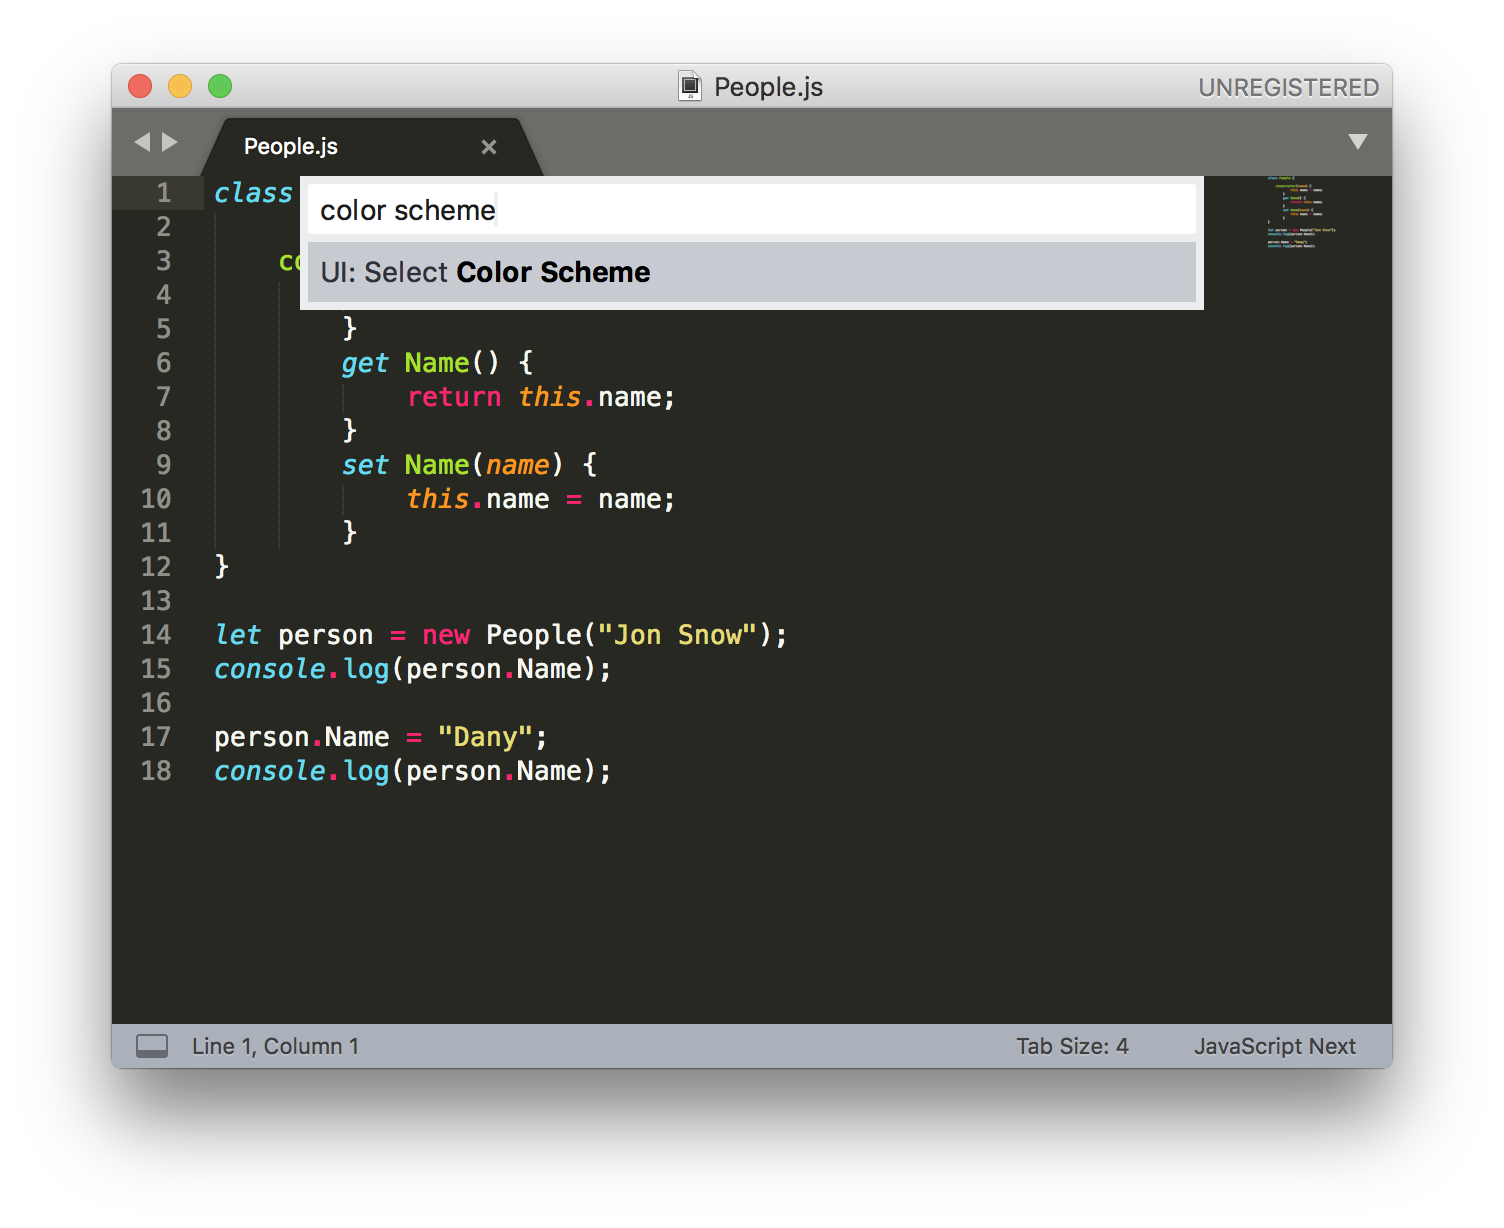 People.js
UNREGISTERED
People.js
color scheme
UI: Select Color Scheme
1 class
2
3 co
4
5 }
6 get Name() {
7 return this.name;
8 }
9 set Name(name) {
10 this.name = name;
11 }
12 }
13
14 let person = new People("Jon Snow");
15 console.log(person.Name);
16
17 person.Name = "Dany";
18 console.log(person.Name);
Line 1, Column 1
Tab Size: 4
JavaScript Next